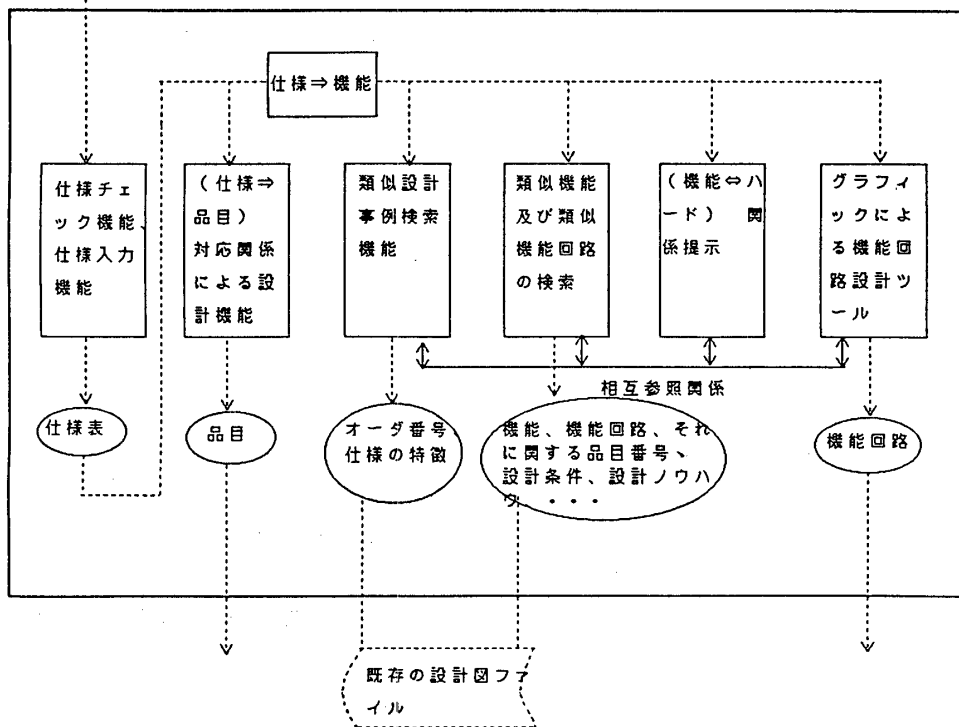 仕様⇒機能
仕様チェ
ック機能、
仕様入力
機能
(仕様⇒
品目)
対応関係
による設
計機能
類似設計
事例検索
機能
類似機能
及び類似
機能回路
の検索
(機能⇔ハ
ード) 関
係提示
グラフィ
ックによ
る機能回
路設計ツ
ール
相互参照関係
仕様表
品目
オーダ番号、
仕様の特徴
機能、機能回路、それ
に関する品目番号、
設計条件、設計ノウハ
ウ ・・・
機能回路
既存の設計図ファ
イル